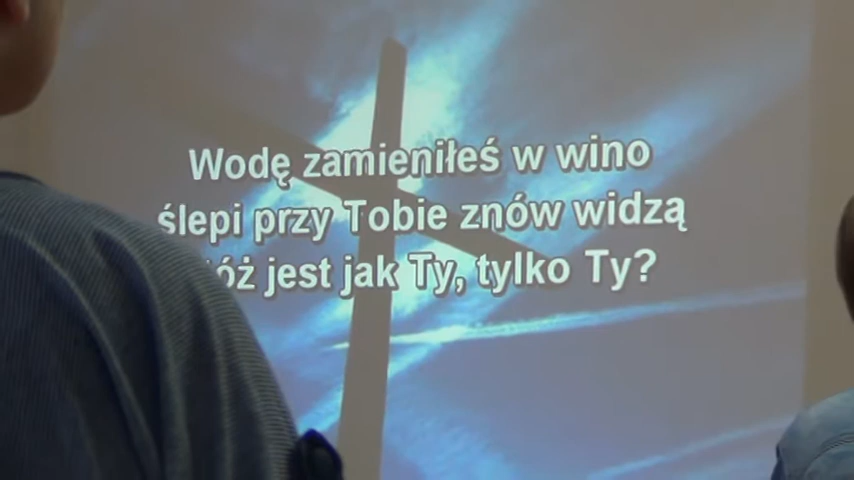 Wodę zamieniłeś w wino
ślepi przy Tobie znów widzą
jest jak Ty, tylko Ty?